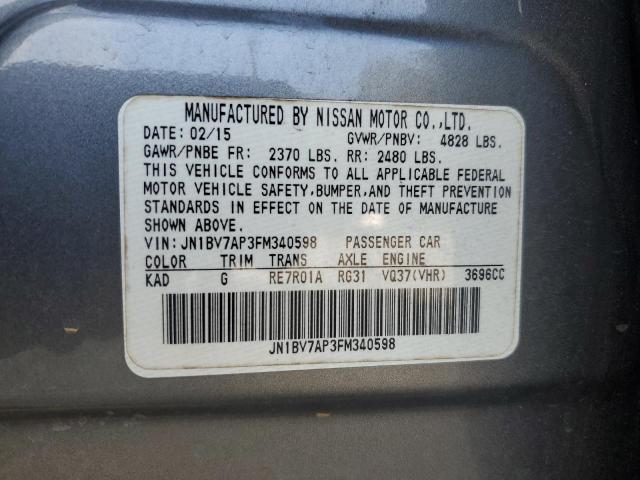 MANUFACTURED BY NISSAN MOTOR CO.,LTD.
DATE: 02/15 GVWR/PNBV: 4828 LBS.
GAWR/PNBE FR: 2370 LBS. RR: 2480 LBS.
THIS VEHICLE CONFORMS TO ALL APPLICABLE FEDERAL
MOTOR VEHICLE SAFETY,BUMPER,AND THEFT PREVENTION
STANDARDS IN EFFECT ON THE DATE OF MANUFACTURE
SHOWN ABOVE.
VIN: JN1BV7AP3FM340598 PASSENGER CAR
COLOR TRIM TRANS AXLE ENGINE
KAD G RE7R01A RG31 VQ37(VHR) 3696CC
JN1BV7AP3FM340598